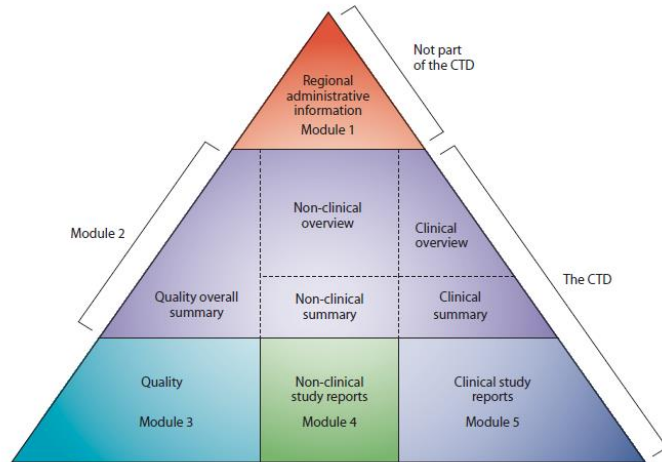 Not part
of the CTD
Regional
administrative
information
Module 1
Module 2
Non-clinical
overview
Clinical
overview
The CTD
Quality overall
summary
Non-clinical
summary
Clinical
summary
Quality
Module 3
Non-clinical
study reports
Module 4
Clinical study
reports
Module 5